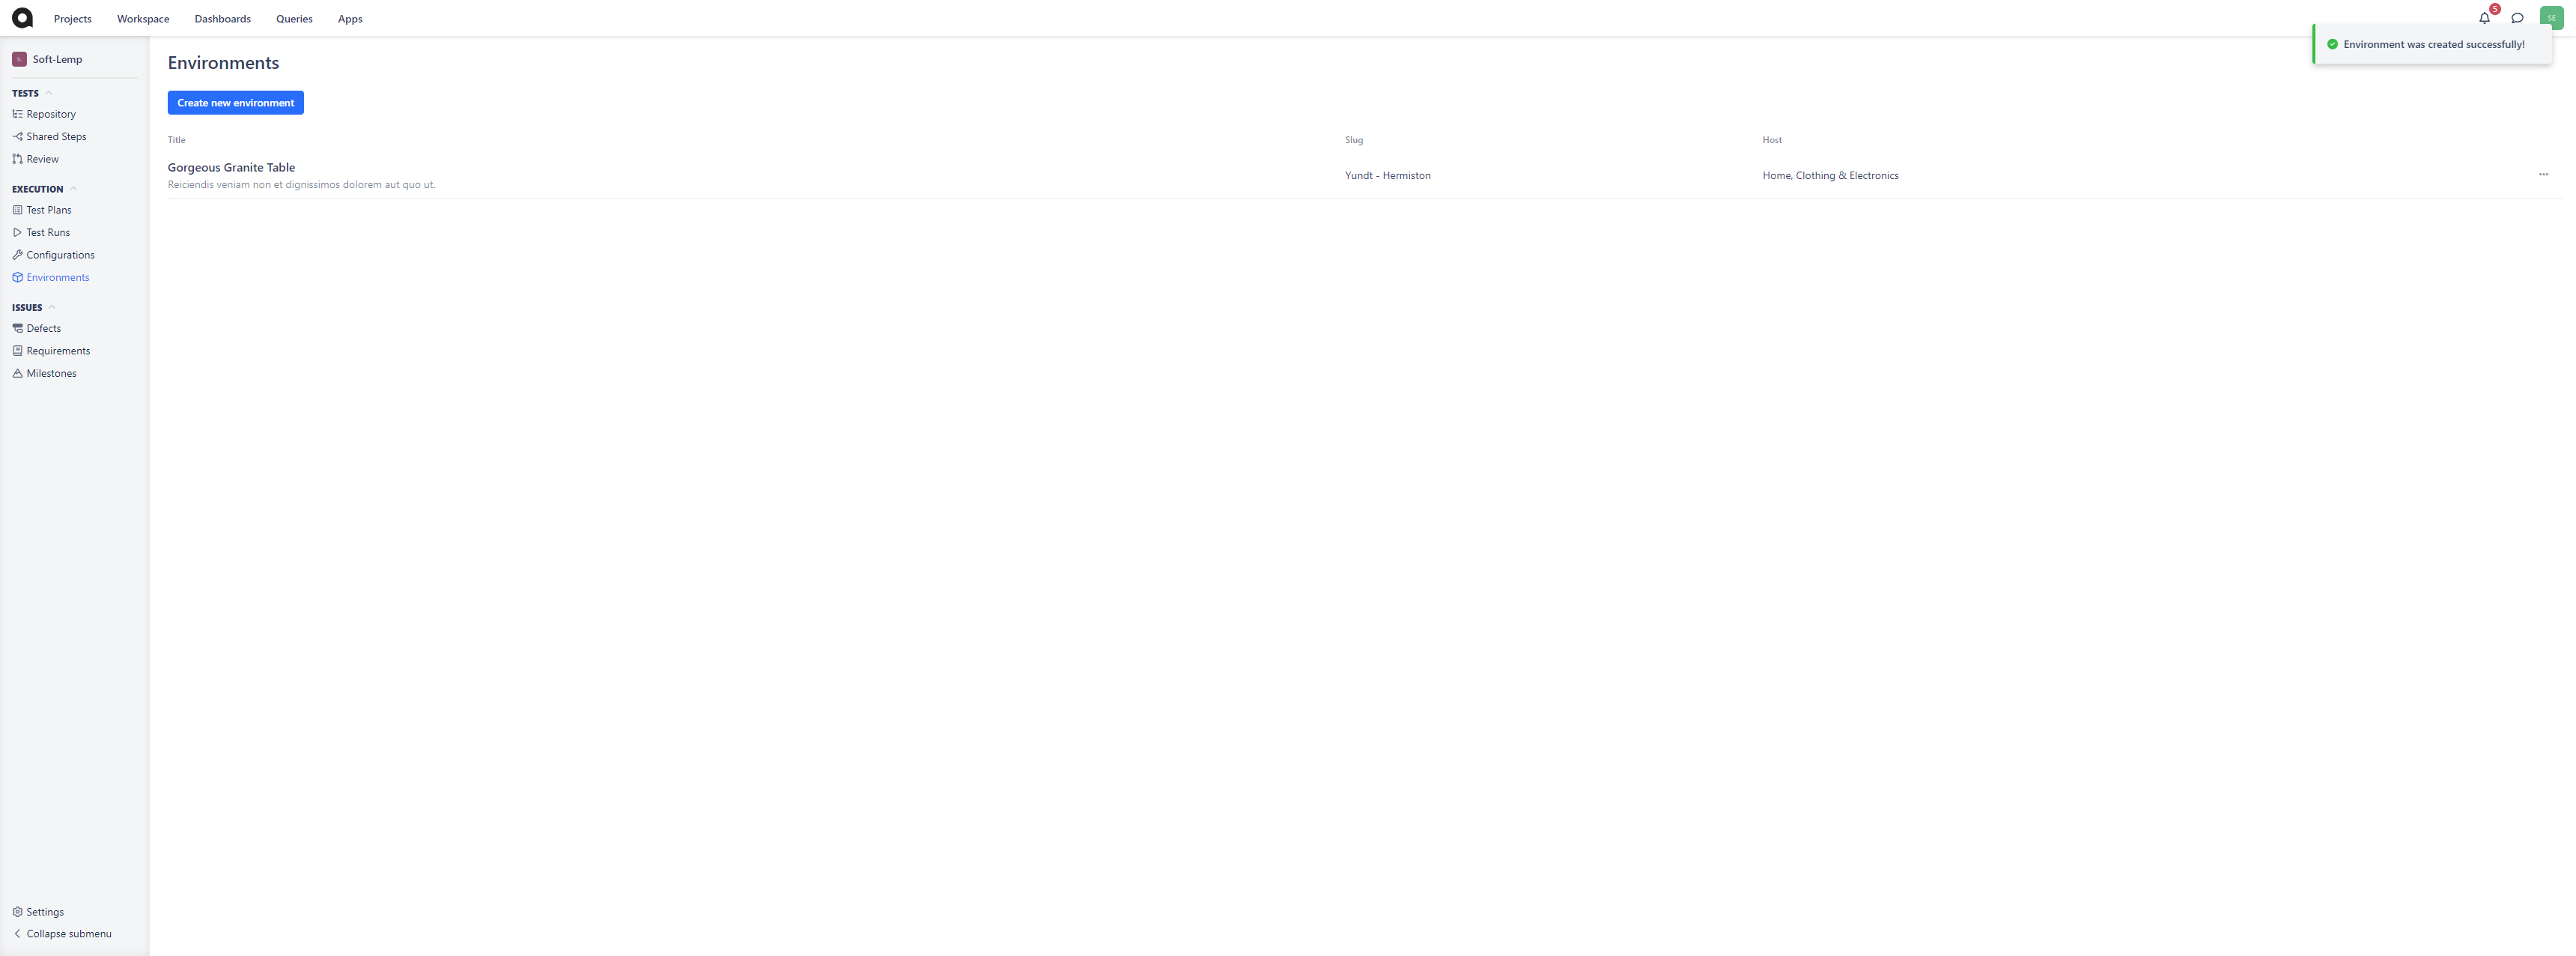 Projects Workspace Dashboards Queries Apps 5 SE
Environment was created successfully!
Soft-Lemp
TESTS
Repository
Shared Steps
Review
EXECUTION
Test Plans
Test Runs
Configurations
Environments
ISSUES
Defects
Requirements
Milestones
Settings
Collapse submenu
Environments
Create new environment
Title Slug Host
Gorgeous Granite Table
Reiciendis veniam non et dignissimos dolorem aut quo ut.
Yundt - Hermiston
Home, Clothing & Electronics